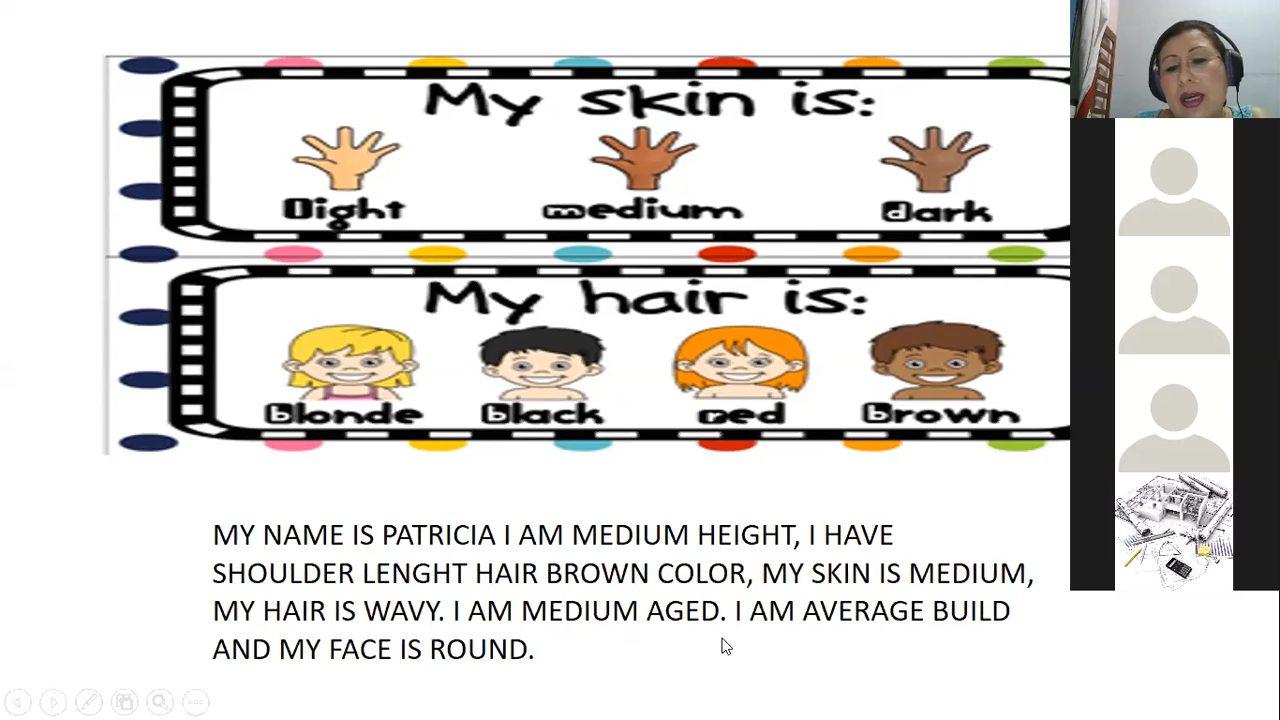 My skin is:
light medium dark
My hair is:
blonde black red brown
MY NAME IS PATRICIA I AM MEDIUM HEIGHT, I HAVE
SHOULDER LENGHT HAIR BROWN COLOR, MY SKIN IS MEDIUM,
MY HAIR IS WAVY. I AM MEDIUM AGED. I AM AVERAGE BUILD
AND MY FACE IS ROUND.